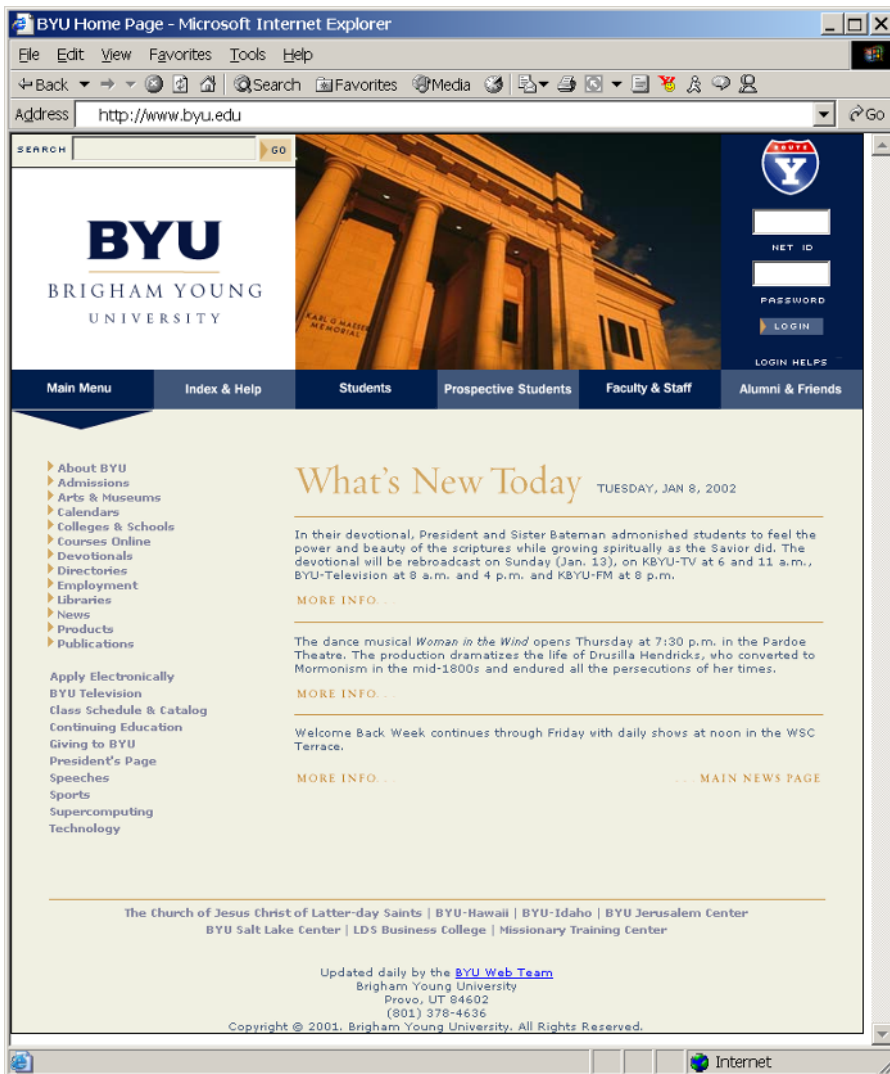 BYU Home Page - Microsoft Internet Explorer
File Edit View Favorites Tools Help
Back Search Favorites Media
Address http://www.byu.edu Go
SEARCH GO
ROUTE
Y
BYU
BRIGHAM YOUNG
UNIVERSITY
KARL G MAESER
MEMORIAL
NET ID
PASSWORD
LOGIN
LOGIN HELPS
Main Menu Index & Help Students Prospective Students Faculty & Staff Alumni & Friends
About BYU
Admissions
Arts & Museums
Calendars
Colleges & Schools
Courses Online
Devotionals
Directories
Employment
Libraries
News
Products
Publications
Apply Electronically
BYU Television
Class Schedule & Catalog
Continuing Education
Giving to BYU
President's Page
Speeches
Sports
Supercomputing
Technology
What's New Today TUESDAY, JAN 8, 2002
In their devotional, President and Sister Bateman admonished students to feel the
power and beauty of the scriptures while growing spiritually as the Savior did. The
devotional will be rebroadcast on Sunday (Jan. 13), on KBYU-TV at 6 and 11 a.m.,
BYU-Television at 8 a.m. and 4 p.m. and KBYU-FM at 8 p.m.
MORE INFO. . .
The dance musical Woman in the Wind opens Thursday at 7:30 p.m. in the Pardoe
Theatre. The production dramatizes the life of Drusilla Hendricks, who converted to
Mormonism in the mid-1800s and endured all the persecutions of her times.
MORE INFO. . .
Welcome Back Week continues through Friday with daily shows at noon in the WSC
Terrace.
MORE INFO. . . . . . MAIN NEWS PAGE
The Church of Jesus Christ of Latter-day Saints | BYU-Hawaii | BYU-Idaho | BYU Jerusalem Center
BYU Salt Lake Center | LDS Business College | Missionary Training Center
Updated daily by the BYU Web Team
Brigham Young University
Provo, UT 84602
(801) 378-4636
Copyright © 2001. Brigham Young University. All Rights Reserved.
Internet